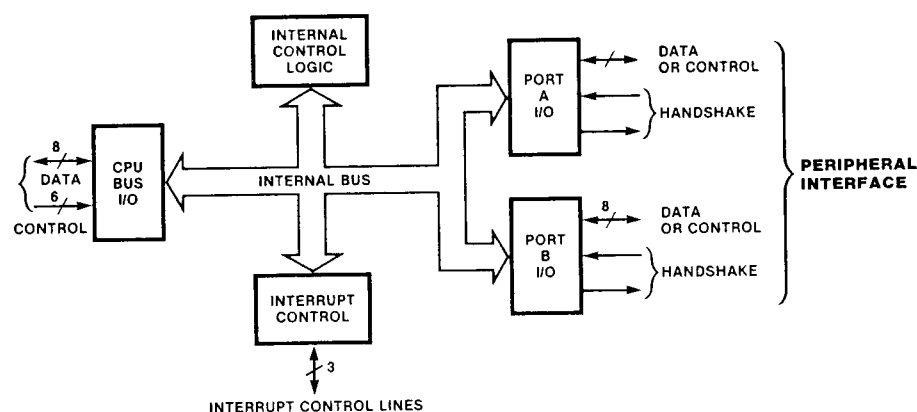 INTERNAL
CONTROL
LOGIC
CPU
BUS
I/O
8
DATA
6
CONTROL
INTERNAL BUS
INTERRUPT
CONTROL
3
INTERRUPT CONTROL LINES
PORT
A
I/O
DATA
OR CONTROL
HANDSHAKE
PORT
B
I/O
8
DATA
OR CONTROL
HANDSHAKE
PERIPHERAL
INTERFACE